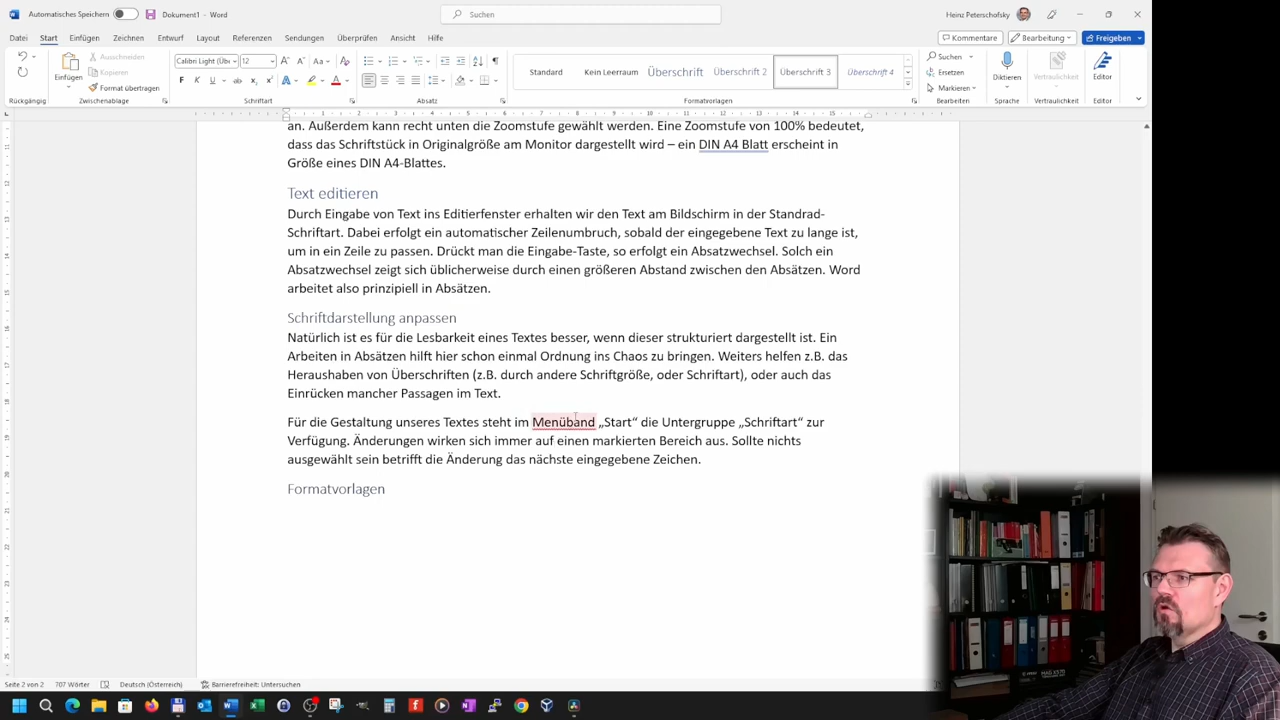 Automatisches Speichern
Dokument1 - Word
Suchen
Heinz Peterschofsky
Datei Start Einfügen Zeichnen Entwurf Layout Referenzen Sendungen Überprüfen Ansicht Hilfe
Kommentare Bearbeitung Freigeben
Einfügen
Ausschneiden
Kopieren
Format übertragen
Calibri Light (Übe 12
Standard Kein Leerraum Überschrift Überschrift 2 Überschrift 3 Überschrift 4
Suchen
Ersetzen
Markieren
Diktieren
Vertraulichkeit
Editor
Rückgängig Zwischenablage Schriftart Absatz Formatvorlagen Bearbeiten Sprache Vertraulichkeit Editor
an. Außerdem kann recht unten die Zoomstufe gewählt werden. Eine Zoomstufe von 100% bedeutet,
dass das Schriftstück in Originalgröße am Monitor dargestellt wird – ein DIN A4 Blatt erscheint in
Größe eines DIN A4-Blattes.
Text editieren
Durch Eingabe von Text ins Editierfenster erhalten wir den Text am Bildschirm in der Standrad-
Schriftart. Dabei erfolgt ein automatischer Zeilenumbruch, sobald der eingegebene Text zu lange ist,
um in ein Zeile zu passen. Drückt man die Eingabe-Taste, so erfolgt ein Absatzwechsel. Solch ein
Absatzwechsel zeigt sich üblicherweise durch einen größeren Abstand zwischen den Absätzen. Word
arbeitet also prinzipiell in Absätzen.
Schriftdarstellung anpassen
Natürlich ist es für die Lesbarkeit eines Textes besser, wenn dieser strukturiert dargestellt ist. Ein
Arbeiten in Absätzen hilft hier schon einmal Ordnung ins Chaos zu bringen. Weiters helfen z.B. das
Heraushaben von Überschriften (z.B. durch andere Schriftgröße, oder Schriftart), oder auch das
Einrücken mancher Passagen im Text.
Für die Gestaltung unseres Textes steht im Menüband „Start“ die Untergruppe „Schriftart“ zur
Verfügung. Änderungen wirken sich immer auf einen markierten Bereich aus. Sollte nichts
ausgewählt sein betrifft die Änderung das nächste eingegebene Zeichen.
Formatvorlagen
Seite 2 von 2 707 Wörter Deutsch (Österreich) Barrierefreiheit: Untersuchen